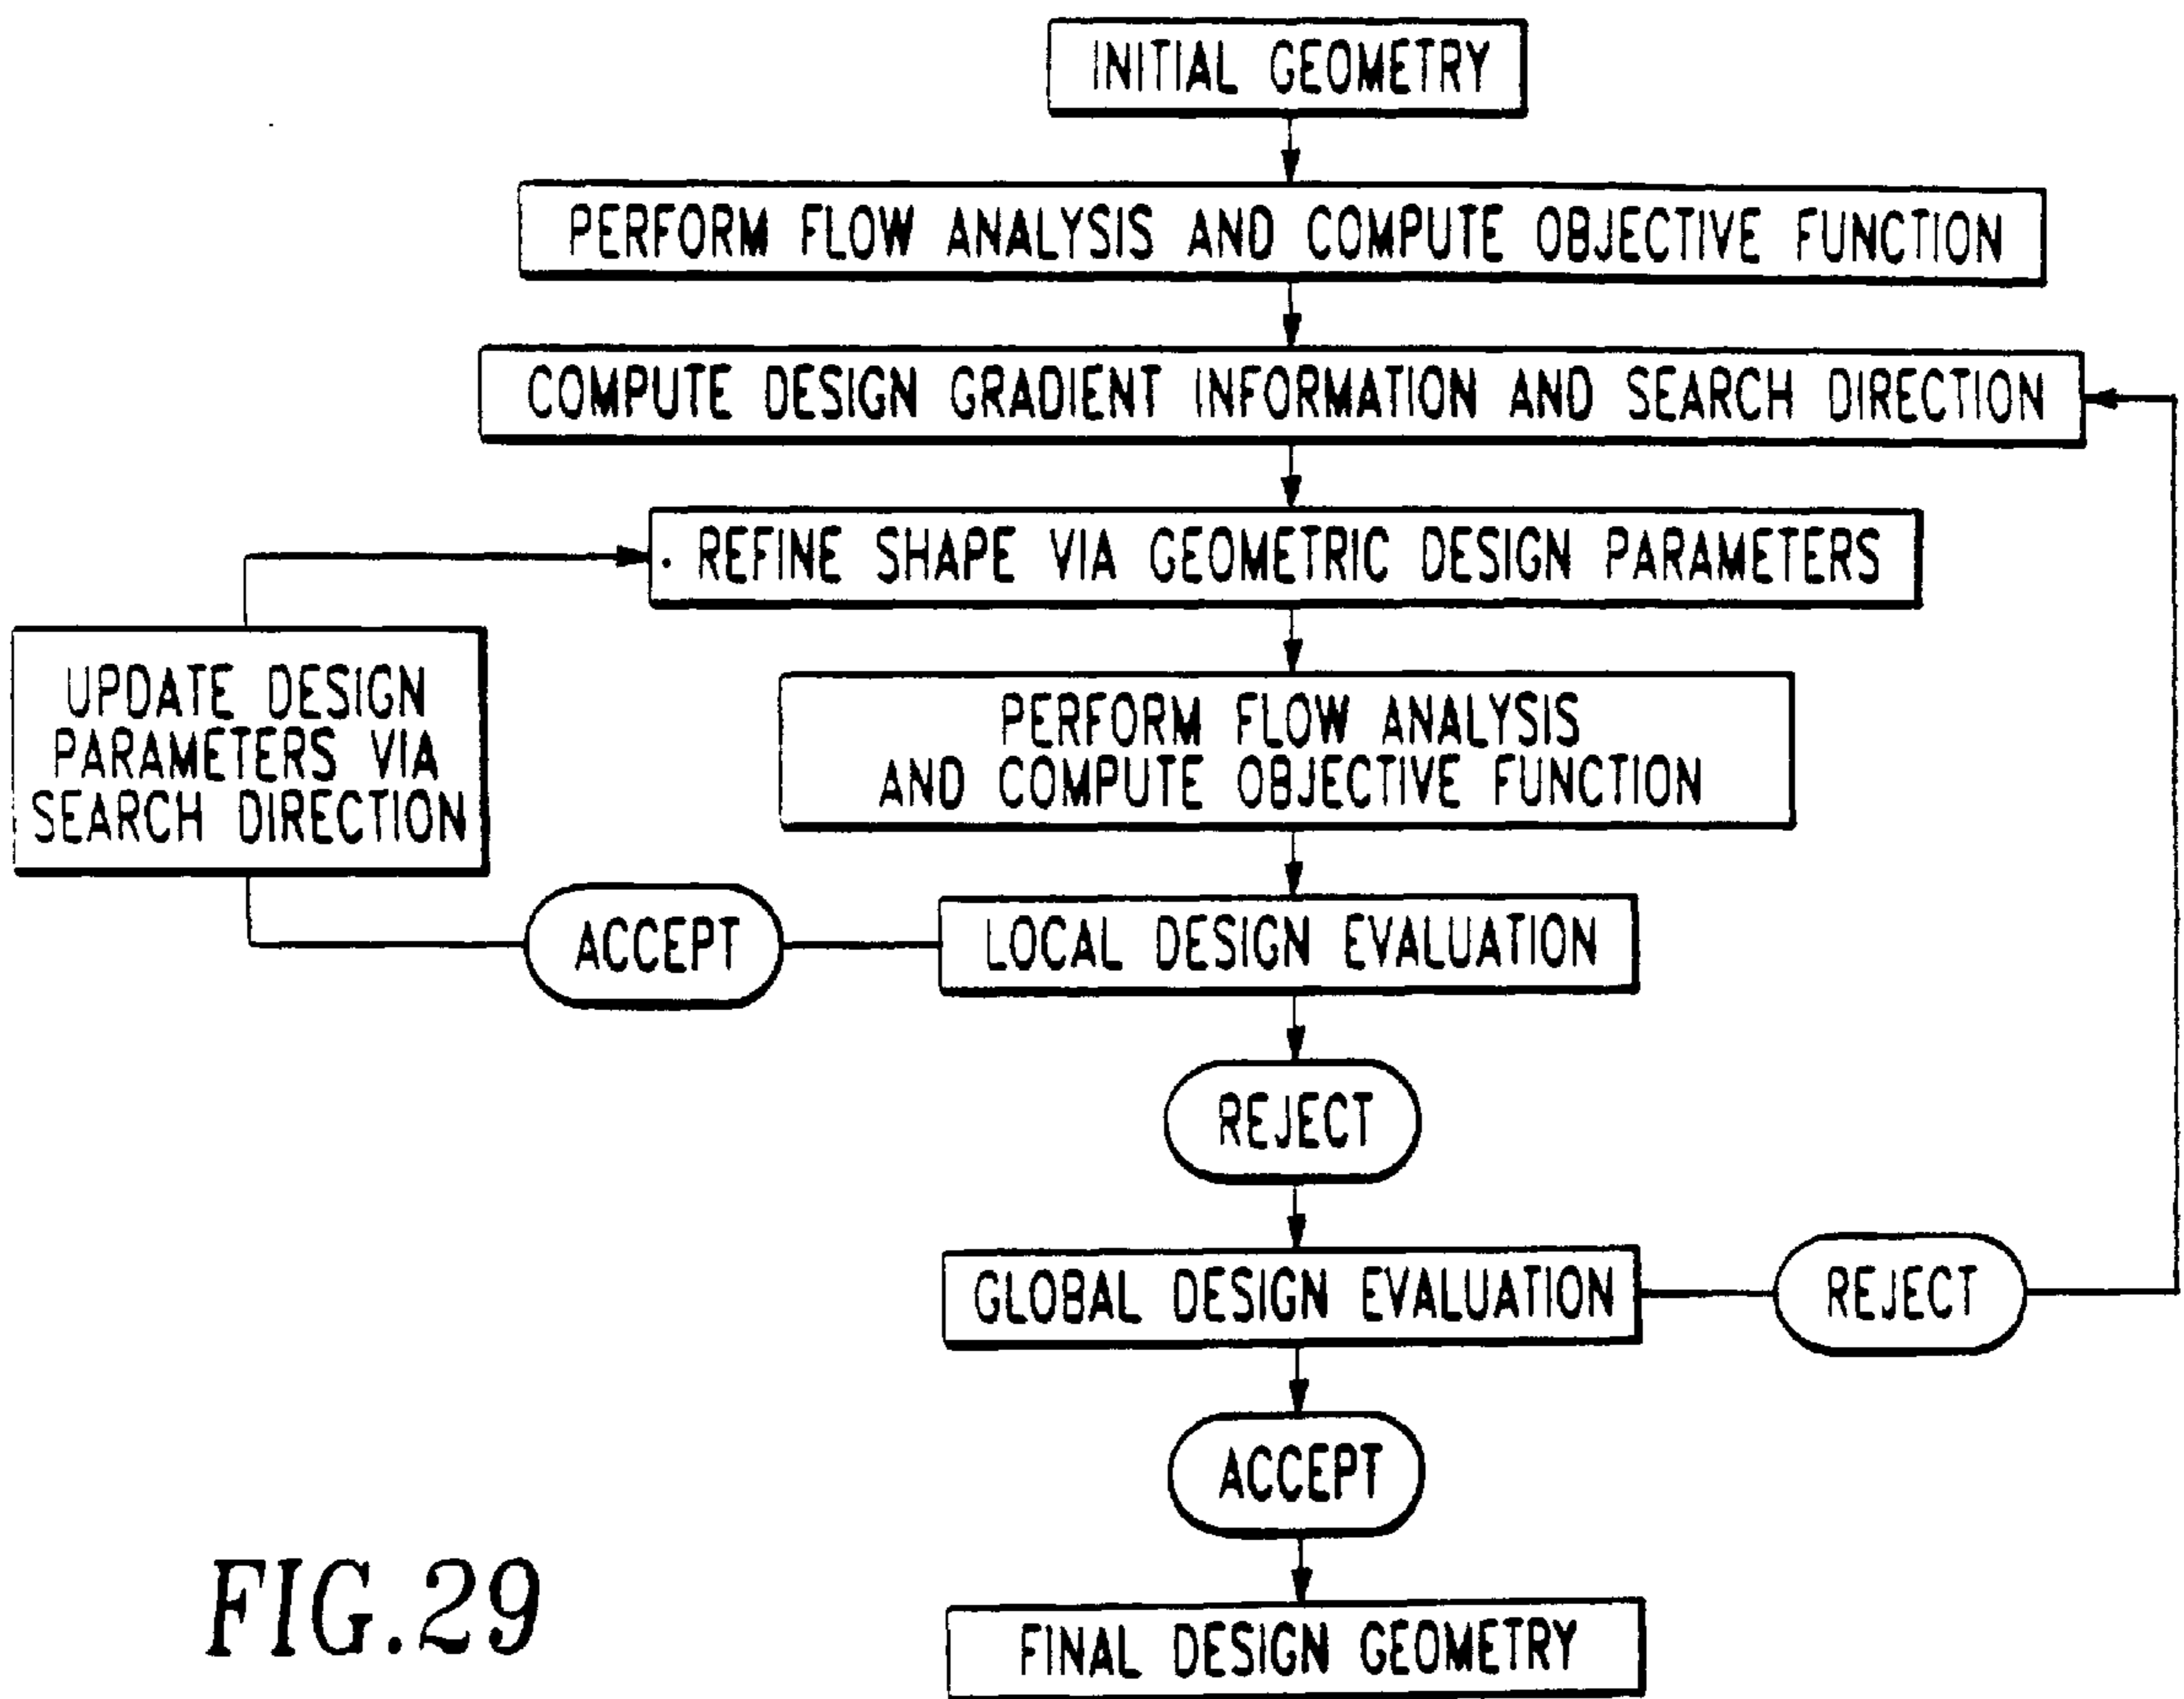 INITIAL GEOMETRY
PERFORM FLOW ANALYSIS AND COMPUTE OBJECTIVE FUNCTION
COMPUTE DESIGN GRADIENT INFORMATION AND SEARCH DIRECTION
REFINE SHAPE VIA GEOMETRIC DESIGN PARAMETERS
UPDATE DESIGN
PARAMETERS VIA
SEARCH DIRECTION
PERFORM FLOW ANALYSIS
AND COMPUTE OBJECTIVE FUNCTION
ACCEPT
LOCAL DESIGN EVALUATION
REJECT
GLOBAL DESIGN EVALUATION
REJECT
ACCEPT
FINAL DESIGN GEOMETRY
FIG.29